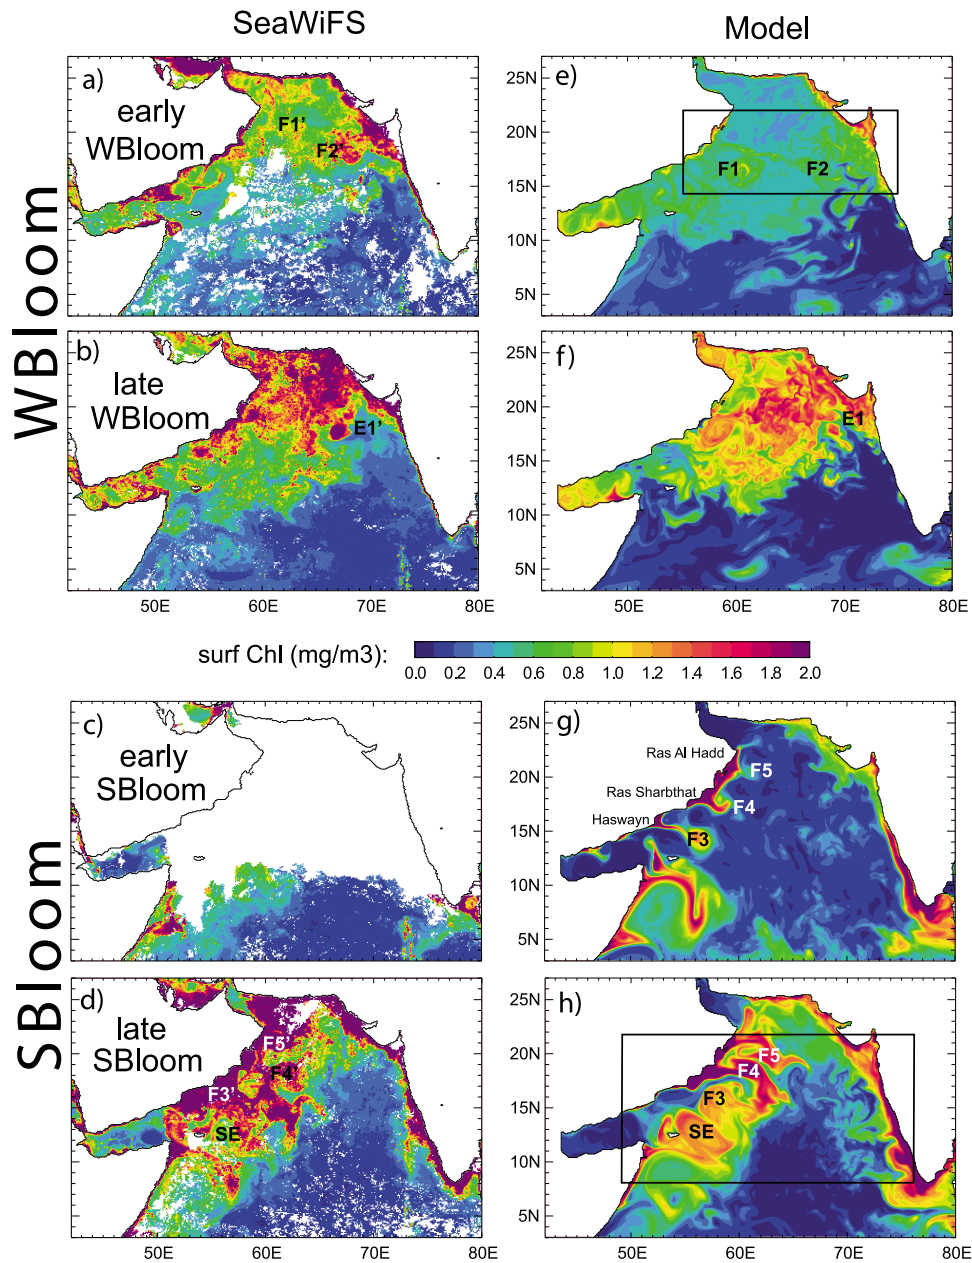 SeaWiFS
Model
WBloom
a)
early
WBloom
F1'
F2'
e)
F1
F2
25N
20N
15N
10N
5N
b)
late
WBloom
E1'
f)
E1
25N
20N
15N
10N
5N
50E
60E
70E
80E
50E
60E
70E
80E
surf Chl (mg/m3):
0.0 0.2 0.4 0.6 0.8 1.0 1.2 1.4 1.6 1.8 2.0
SBloom
c)
early
SBloom
g)
Ras Al Hadd
F5
Ras Sharbthat
F4
Haswayn
F3
25N
20N
15N
10N
5N
d)
late
SBloom
F5'
F4'
F3'
SE
h)
F5
F4
F3
SE
25N
20N
15N
10N
5N
50E
60E
70E
80E
50E
60E
70E
80E